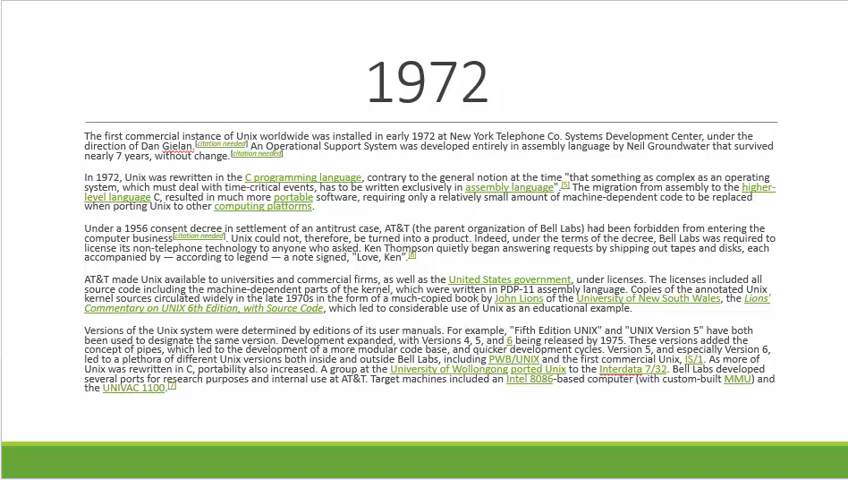 1972
The first commercial instance of Unix worldwide was installed in early 1972 at New York Telephone Co. Systems Development Center, under the
direction of Dan Gielan.[citation needed] An Operational Support System was developed entirely in assembly language by Neil Groundwater that survived
nearly 7 years, without change.[citation needed]
In 1972, Unix was rewritten in the C programming language, contrary to the general notion at the time "that something as complex as an operating
system, which must deal with time-critical events, has to be written exclusively in assembly language".[5] The migration from assembly to the higher-
level language C, resulted in much more portable software, requiring only a relatively small amount of machine-dependent code to be replaced
when porting Unix to other computing platforms.
Under a 1956 consent decree in settlement of an antitrust case, AT&T (the parent organization of Bell Labs) had been forbidden from entering the
computer business[citation needed]. Unix could not, therefore, be turned into a product. Indeed, under the terms of the decree, Bell Labs was required to
license its non-telephone technology to anyone who asked. Ken Thompson quietly began answering requests by shipping out tapes and disks, each
accompanied by — according to legend — a note signed, "Love, Ken".[6]
AT&T made Unix available to universities and commercial firms, as well as the United States government, under licenses. The licenses included all
source code including the machine-dependent parts of the kernel, which were written in PDP-11 assembly language. Copies of the annotated Unix
kernel sources circulated widely in the late 1970s in the form of a much-copied book by John Lions of the University of New South Wales, the Lions'
Commentary on UNIX 6th Edition, with Source Code, which led to considerable use of Unix as an educational example.
Versions of the Unix system were determined by editions of its user manuals. For example, "Fifth Edition UNIX" and "UNIX Version 5" have both
been used to designate the same version. Development expanded, with Versions 4, 5, and 6 being released by 1975. These versions added the
concept of pipes, which led to the development of a more modular code base, and quicker development cycles. Version 5, and especially Version 6,
led to a plethora of different Unix versions both inside and outside Bell Labs, including PWB/UNIX and the first commercial Unix, IS/1. As more of
Unix was rewritten in C, portability also increased. A group at the University of Wollongong ported Unix to the Interdata 7/32. Bell Labs developed
several ports for research purposes and internal use at AT&T. Target machines included an Intel 8086-based computer (with custom-built MMU) and
the UNIVAC 1100.[7]